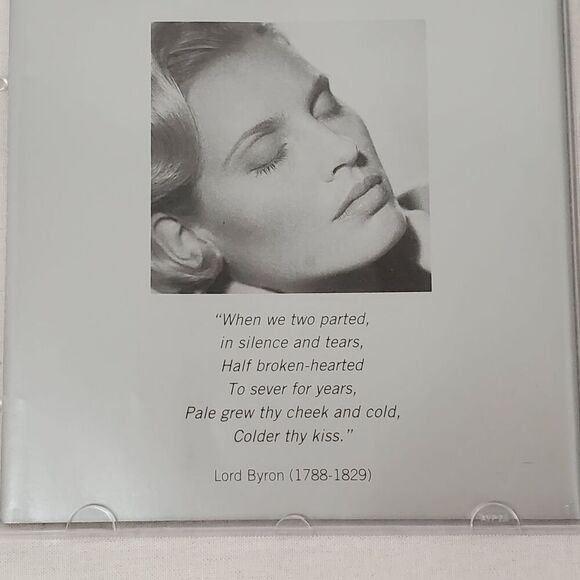 “When we two parted,
in silence and tears,
Half broken-hearted
To sever for years,
Pale grew thy cheek and cold,
Colder thy kiss.”
Lord Byron (1788-1829)